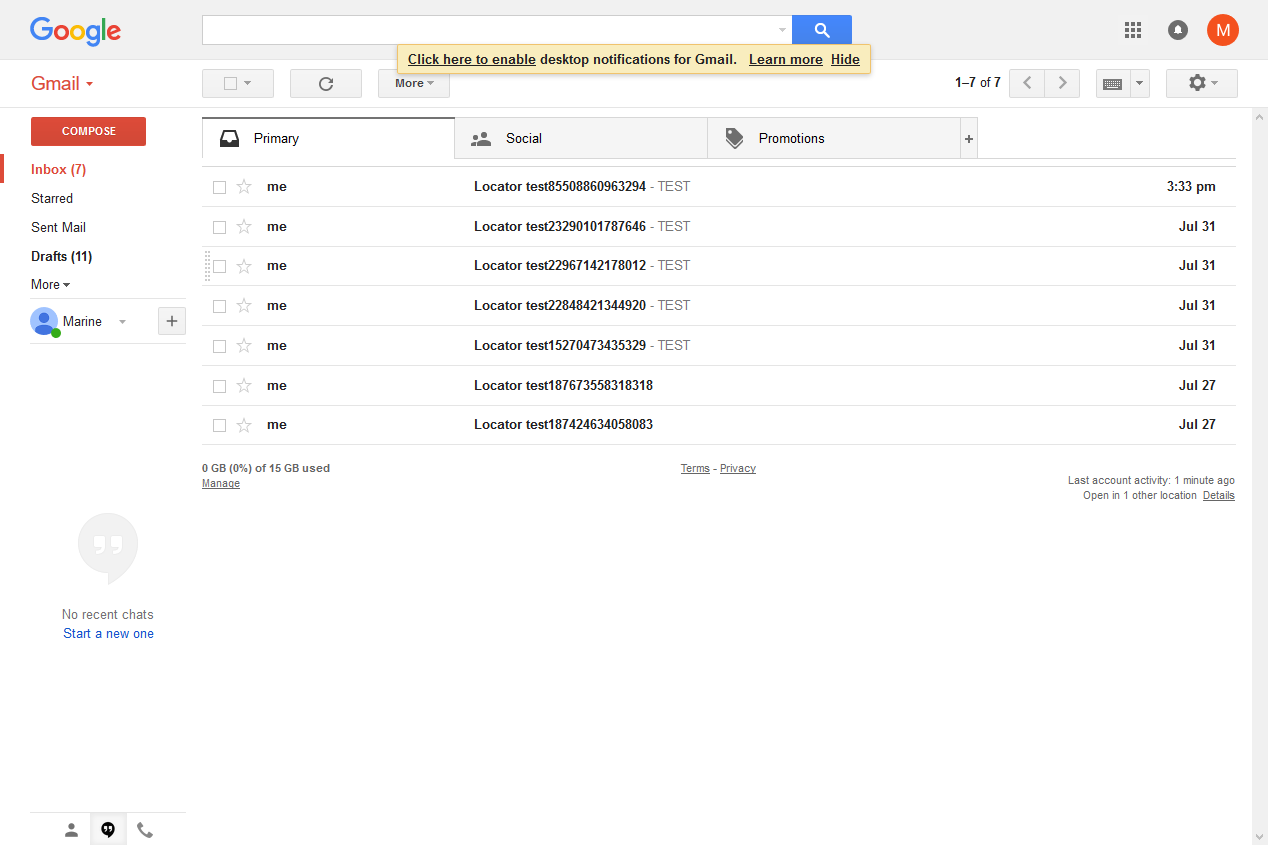 Google
M
Click here to enable desktop notifications for Gmail. Learn more Hide
Gmail
More
1–7 of 7
COMPOSE
Primary
Social
Promotions
+
Inbox (7)
Starred
Sent Mail
Drafts (11)
More
Marine
+
me Locator test85508860963294 - TEST 3:33 pm
me Locator test23290101787646 - TEST Jul 31
me Locator test22967142178012 - TEST Jul 31
me Locator test22848421344920 - TEST Jul 31
me Locator test15270473435329 - TEST Jul 31
me Locator test187673558318318 Jul 27
me Locator test187424634058083 Jul 27
0 GB (0%) of 15 GB used
Manage
Terms - Privacy
Last account activity: 1 minute ago
Open in 1 other location Details
No recent chats
Start a new one